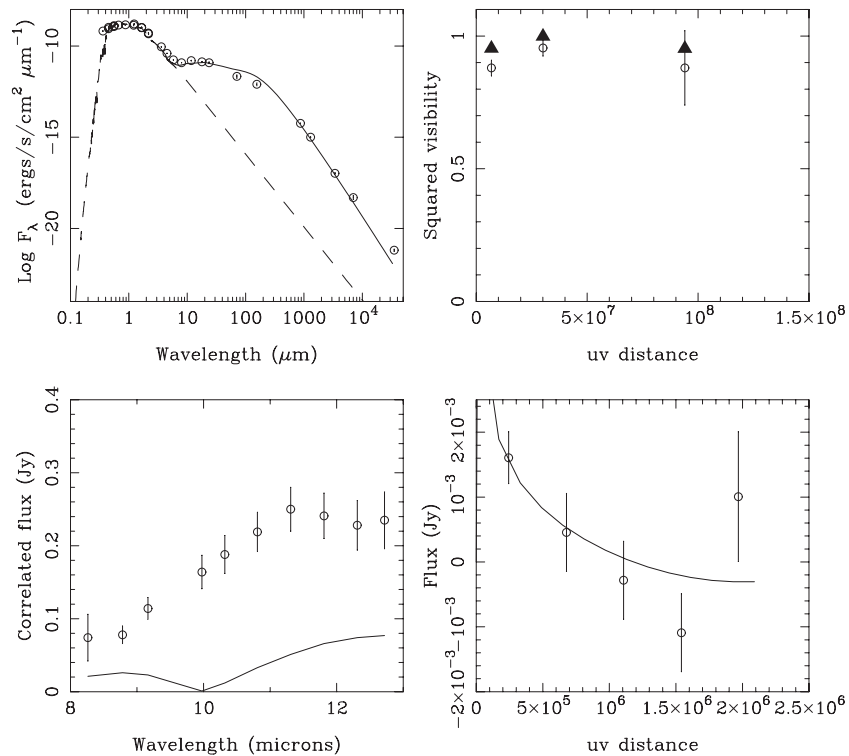 Log F_λ (ergs/s/cm² μm⁻¹)
−10
−15
−20
0.1 1 10 100 1000 10⁴
Wavelength (μm)
Squared visibility
1
0.5
0
0 5×10⁷ 10⁸ 1.5×10⁸
uv distance
Correlated flux (Jy)
0.4
0.3
0.2
0.1
0
8 10 12
Wavelength (microns)
Flux (Jy)
2×10⁻³
10⁻³
0
−10⁻³
−2×10⁻³
0 5×10⁵ 10⁶ 1.5×10⁶ 2×10⁶ 2.5×10⁶
uv distance